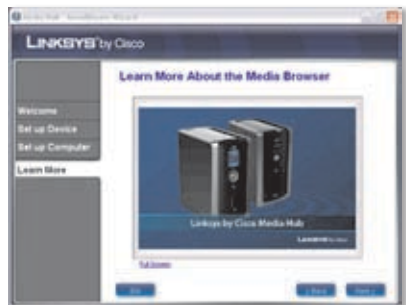 LINKSYS by Cisco
Learn More About the Media Browser
Welcome
Set up Device
Set up Computer
Learn More
Linksys by Cisco Media Hub
Full Screen
Exit
< Back
Next >